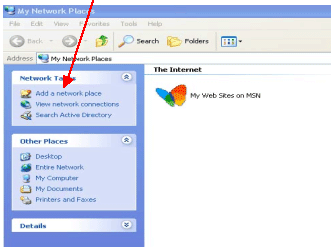 My Network Places
File Edit View Favorites Tools Help
Back Search Folders
Address My Network Places
Network Tasks
Add a network place
View network connections
Search Active Directory
Other Places
Desktop
Entire Network
My Computer
My Documents
Printers and Faxes
Details
The Internet
My Web Sites on MSN